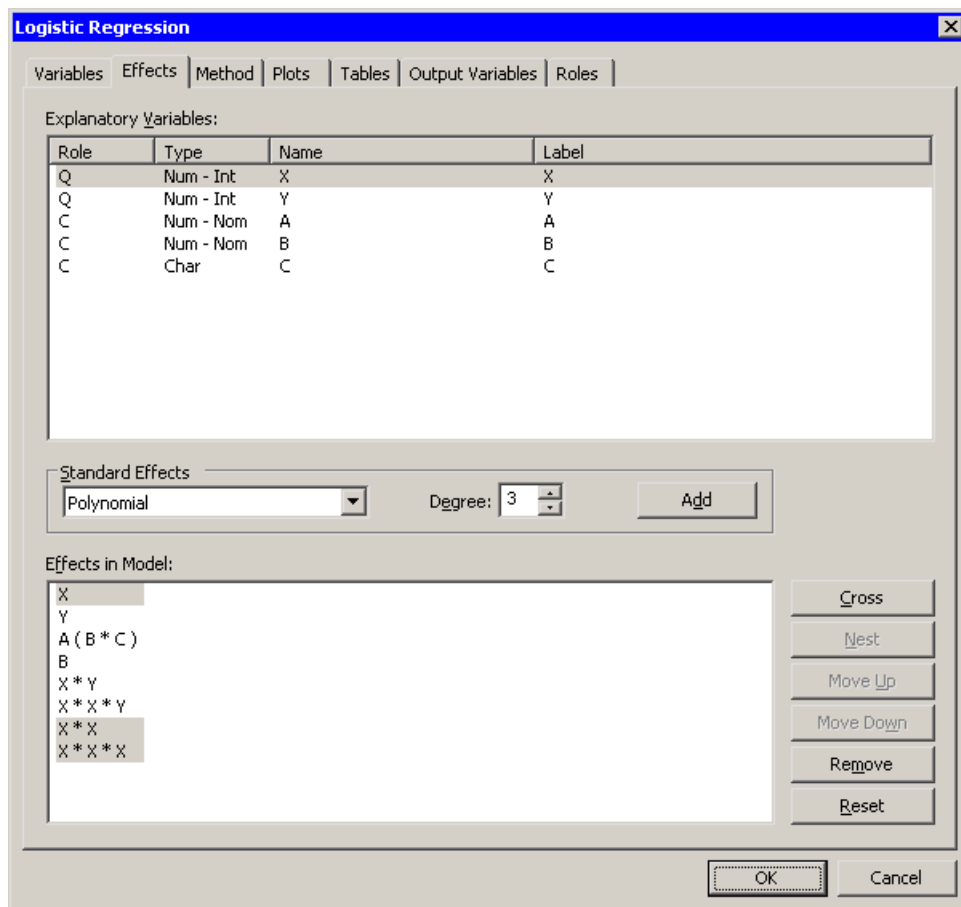 Logistic Regression
Variables Effects Method Plots Tables Output Variables Roles
Explanatory Variables:
Role Type Name Label
Q Num - Int X X
Q Num - Int Y Y
C Num - Nom A A
C Num - Nom B B
C Char C C
Standard Effects
Polynomial Degree: 3 Add
Effects in Model:
X
Y
A ( B * C )
B
X * Y
X * X * Y
X * X
X * X * X
Cross
Nest
Move Up
Move Down
Remove
Reset
OK Cancel